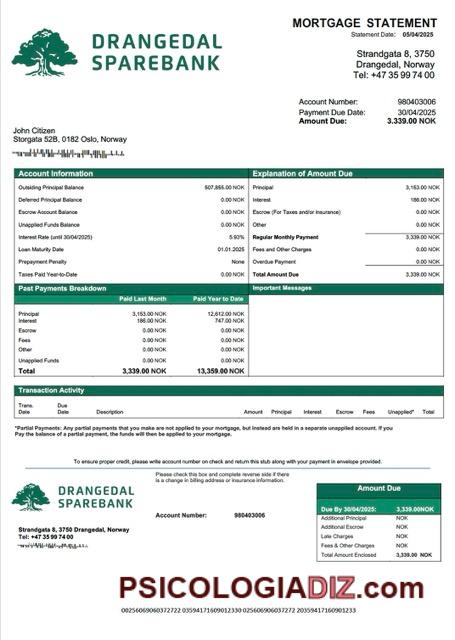 DRANGEDAL
SPAREBANK
MORTGAGE STATEMENT
Statement Date: 05/04/2025
Strandgata 8, 3750
Drangedal, Norway
Tel: +47 35 99 74 00
Account Number: 980403006
Payment Due Date: 30/04/2025
Amount Due: 3,339.00 NOK
John Citizen
Storgata 52B, 0182 Oslo, Norway
Account Information
Outsiding Principal Balance 507,855.00 NOK
Deferred Principal Balance 0.00 NOK
Escrow Account Balance 0.00 NOK
Unapplied Funds Balance 0.00 NOK
Interest Rate (until 30/04/2025) 5.93%
Loan Maturity Date 01.01.2025
Prepayment Penalty None
Taxes Paid Year-to-Date 0.00 NOK
Explanation of Amount Due
Principal 3,153.00 NOK
Interest 186.00 NOK
Escrow (For Taxes and/or insurance) 0.00 NOK
Other 0.00 NOK
Regular Monthly Payment 3,339.00 NOK
Fees and Other Charges 0.00 NOK
Overdue Payment 0.00 NOK
Total Amount Due 3,339.00 NOK
Past Payments Breakdown
Paid Last Month Paid Year to Date
Principal 3,153.00 NOK 12,612.00 NOK
Interest 186.00 NOK 747.00 NOK
Escrow 0.00 NOK 0.00 NOK
Fees 0.00 NOK 0.00 NOK
Other 0.00 NOK 0.00 NOK
Unapplied Funds 0.00 NOK 0.00 NOK
Total 3,339.00 NOK 13,359.00 NOK
Important Messages
Transaction Activity
Trans. Date Due Date Description Amount Principal Interest Escrow Fees Unapplied* Total
*Partial Payments: Any partial payments that you make are not applied to your mortgage, but instead are held in a separate unapplied account. If you
Pay the balance of a partial payment, the funds will then be applied to your mortgage.
To ensure proper credit, please write account number on check and return this stub along with your payment in envelope provided.
DRANGEDAL
SPAREBANK
Please check this box and complete reverse side if there
is a change in billing address or insurance information.
Account Number: 980403006
Strandgata 8, 3750 Drangedal, Norway
Tel: +47 35 99 74 00
Amount Due
Due By 30/04/2025: 3,339.00NOK
Additional Principal NOK
Additional Escrow NOK
Late Charges NOK
Fees & Other Charges NOK
Total Amount Enclosed 3,339.00 NOK
PSICOLOGIADIZ.com